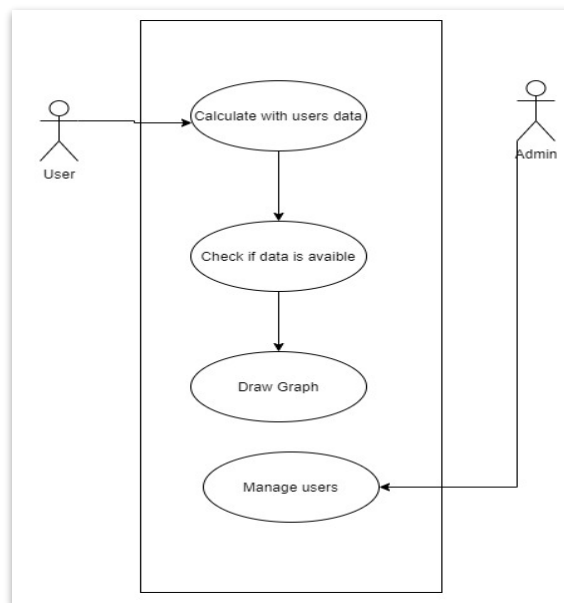 Calculate with users data
User
Admin
Check if data is avaible
Draw Graph
Manage users